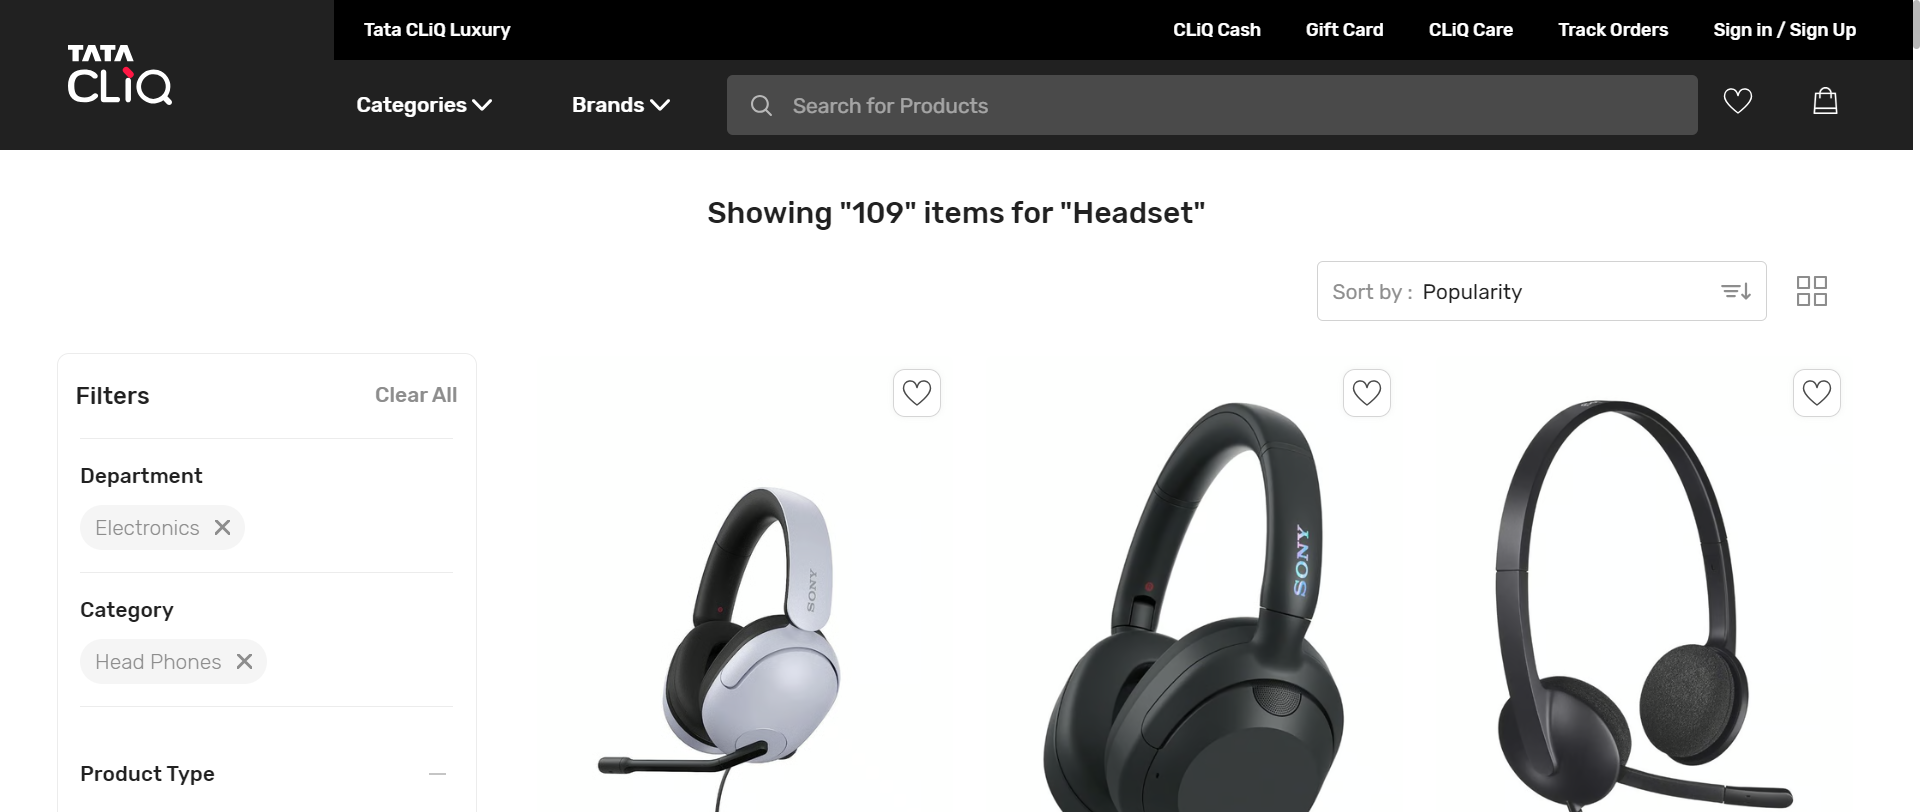 Tata CLiQ Luxury
CLiQ Cash
Gift Card
CLiQ Care
Track Orders
Sign in / Sign Up
TATA
CLiQ
Categories
Brands
Search for Products
Showing "109" items for "Headset"
Sort by : Popularity
Filters
Clear All
Department
Electronics
Category
Head Phones
Product Type
SONY
SONY